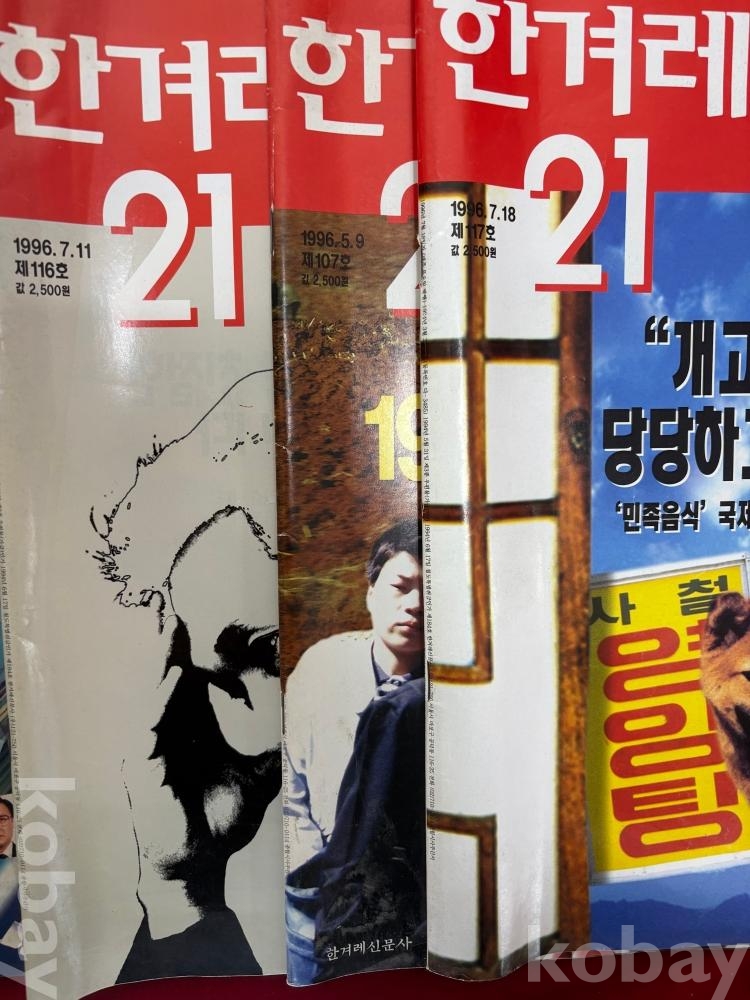 한겨레
21
1996.7.11
제116호
값 2,500원
한
2
1996.5.9
제107호
값 2,500원
19
한겨레신문사
한겨레
21
1996.7.18
제117호
값 2,500원
“개고
당당하고
‘민족음식’ 국제
사 철
영
양
탕
kobay
kobay